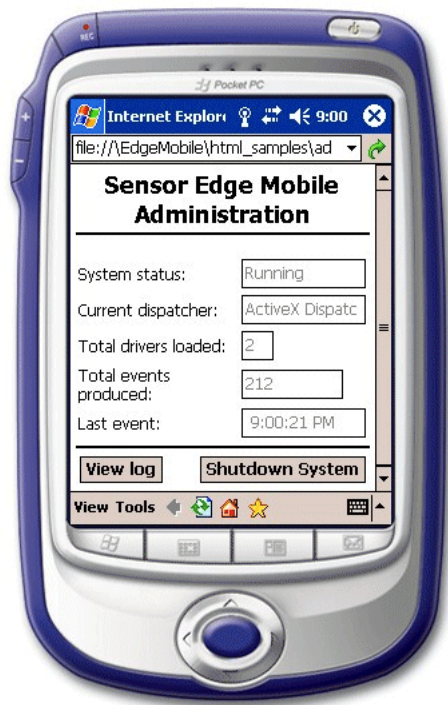 REC
Pocket PC
Internet Explor
9:00
file://\EdgeMobile\html_samples\ad
Sensor Edge Mobile
Administration
System status: Running
Current dispatcher: ActiveX Dispatc
Total drivers loaded: 2
Total events
produced: 212
Last event: 9:00:21 PM
View log Shutdown System
View Tools